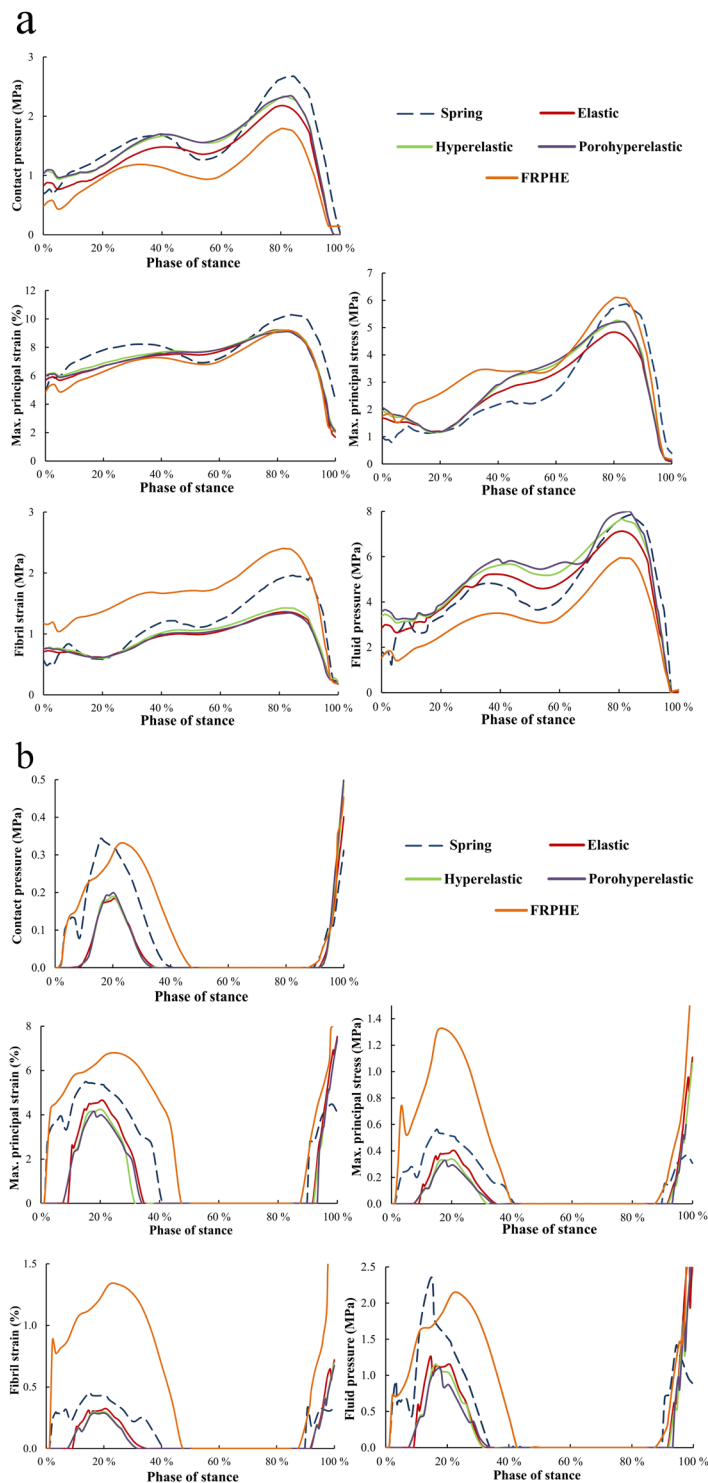 a
Contact pressure (MPa)
3
2
1
0
0 % 20 % 40 % 60 % 80 % 100 %
Phase of stance
Spring
Elastic
Hyperelastic
Porohyperelastic
FRPHE
Max. principal strain (%)
12
10
8
6
4
2
0
0 % 20 % 40 % 60 % 80 % 100 %
Phase of stance
Max. principal stress (MPa)
6
5
4
3
2
1
0
0 % 20 % 40 % 60 % 80 % 100 %
Phase of stance
Fibril strain (MPa)
3
2
1
0
0 % 20 % 40 % 60 % 80 % 100 %
Phase of stance
Fluid pressure (MPa)
8
6
4
2
0
0 % 20 % 40 % 60 % 80 % 100 %
Phase of stance
b
Contact pressure (MPa)
0.5
0.4
0.3
0.2
0.1
0.0
0 % 20 % 40 % 60 % 80 % 100 %
Phase of stance
Spring
Elastic
Hyperelastic
Porohyperelastic
FRPHE
Max. principal strain (%)
8
6
4
2
0
0 % 20 % 40 % 60 % 80 % 100 %
Phase of stance
Max. principal stress (MPa)
1.4
1.2
1.0
0.8
0.6
0.4
0.2
0.0
0 % 20 % 40 % 60 % 80 % 100 %
Phase of stance
Fibril strain (%)
1.5
1.0
0.5
0.0
0 % 20 % 40 % 60 % 80 % 100 %
Phase of stance
Fluid pressure (MPa)
2.5
2.0
1.5
1.0
0.5
0.0
0 % 20 % 40 % 60 % 80 % 100 %
Phase of stance